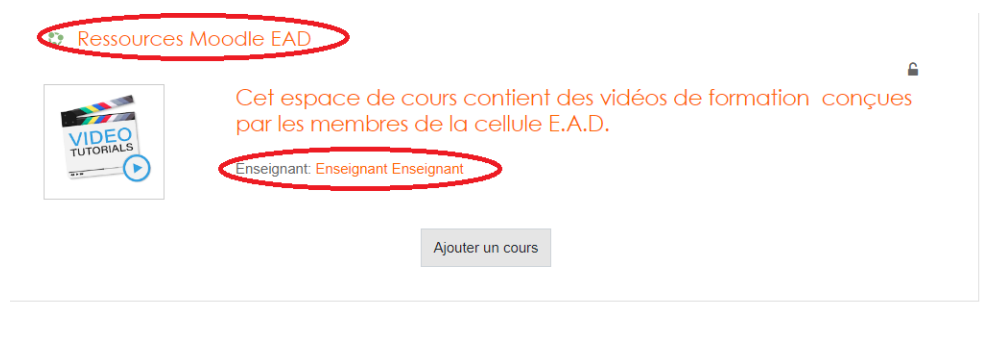 Ressources Moodle EAD
Cet espace de cours contient des vidéos de formation conçues
par les membres de la cellule E.A.D.
VIDEO
TUTORIALS
Enseignant: Enseignant Enseignant
Ajouter un cours